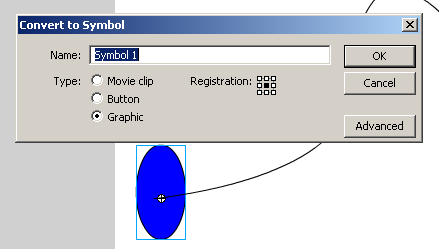 Convert to Symbol
Name: Symbol 1 OK
Type: Movie clip Registration: Cancel
Button
Graphic
Advanced